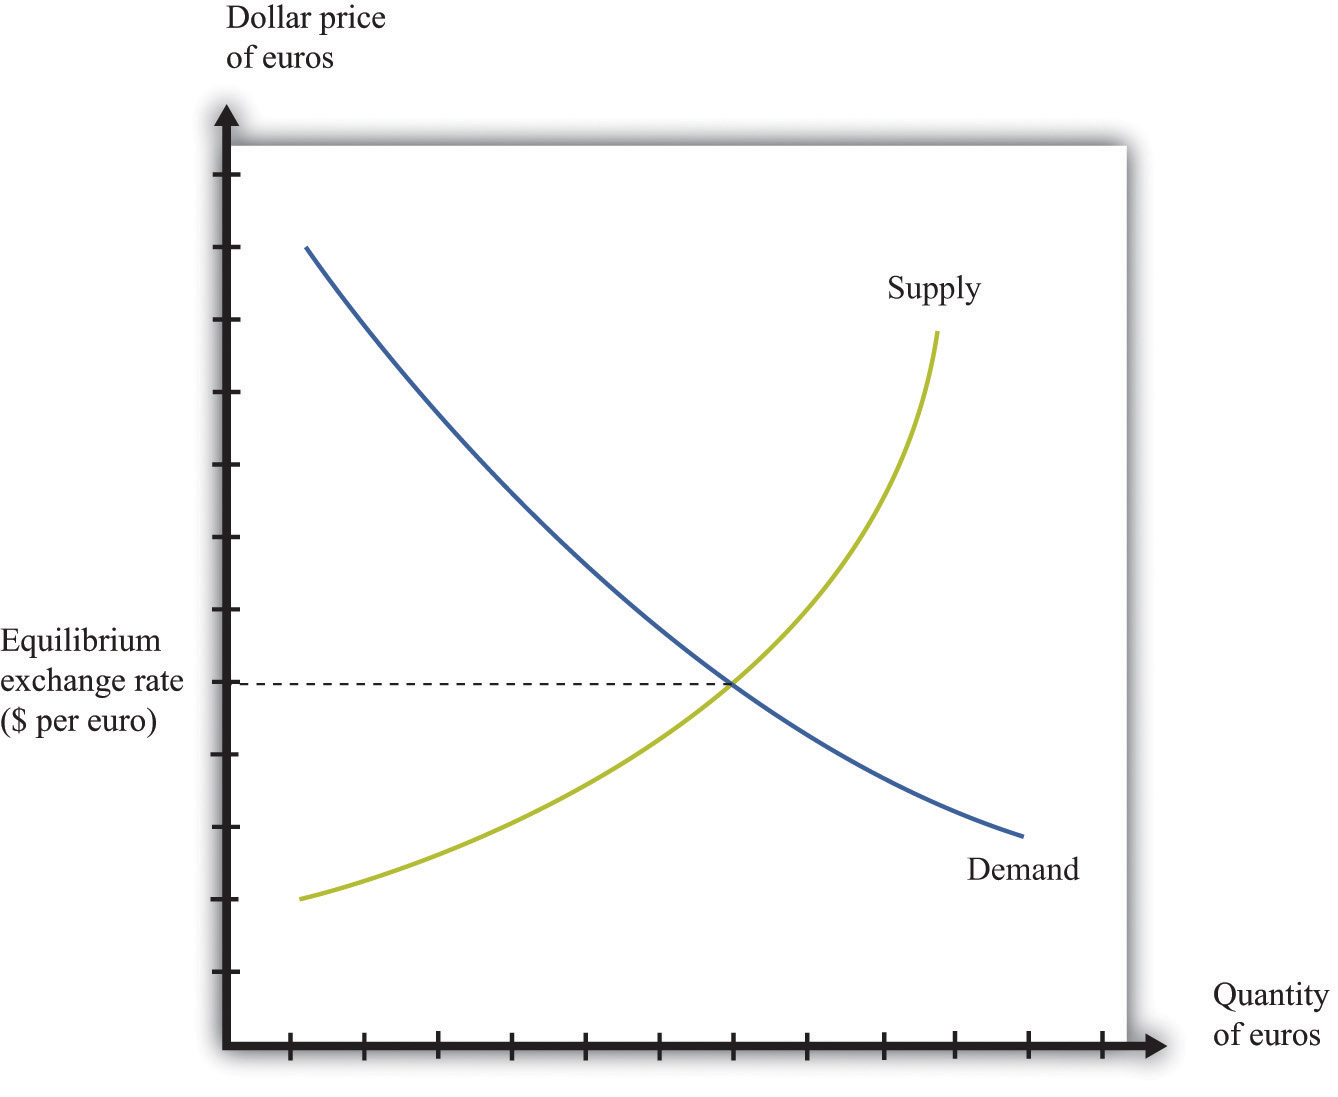 Dollar price
of euros
Supply
Equilibrium
exchange rate
($ per euro)
Demand
Quantity
of euros